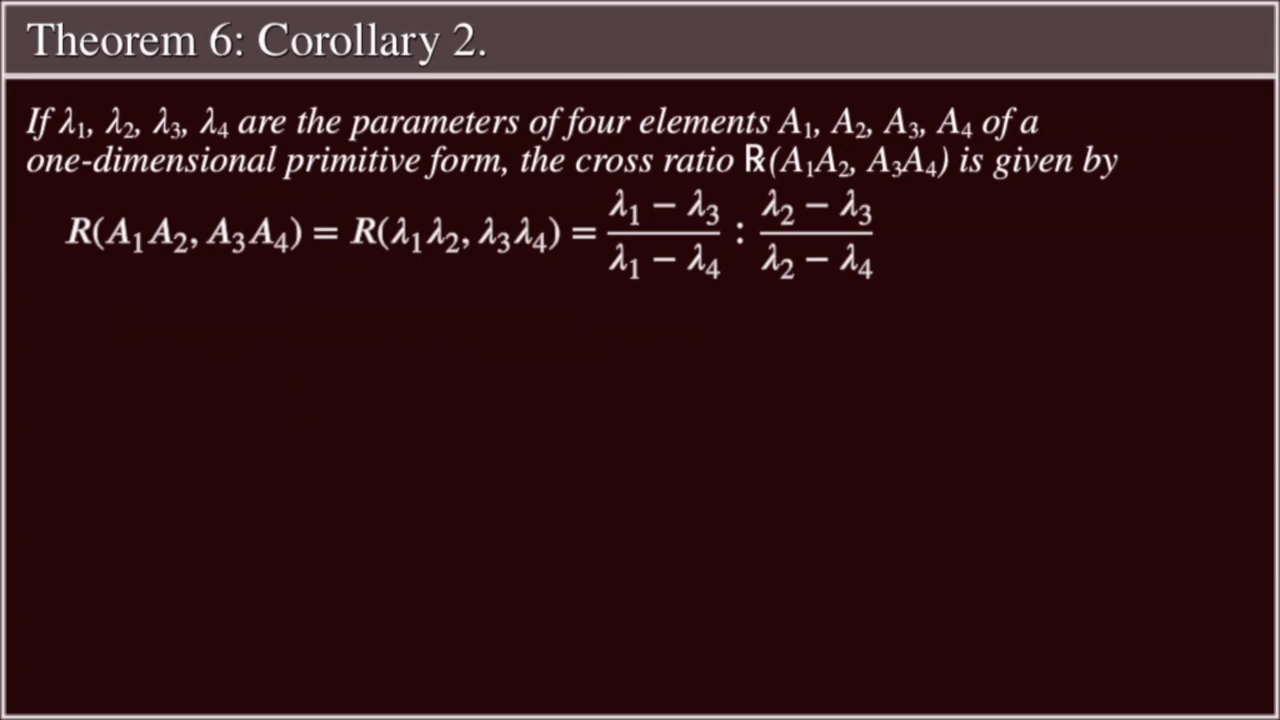 Theorem 6: Corollary 2.
If λ₁, λ₂, λ₃, λ₄ are the parameters of four elements A₁, A₂, A₃, A₄ of a
one-dimensional primitive form, the cross ratio ℞(A₁A₂, A₃A₄) is given by
R(A₁A₂, A₃A₄) = R(λ₁λ₂, λ₃λ₄) = \frac{λ₁ − λ₃}{λ₁ − λ₄} : \frac{λ₂ − λ₃}{λ₂ − λ₄}